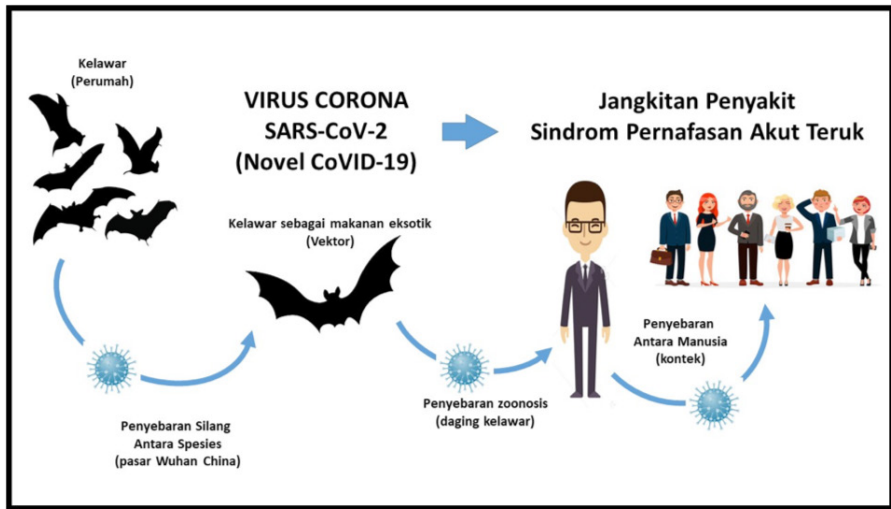 Kelawar
(Perumah)
VIRUS CORONA
SARS-CoV-2
(Novel CoVID-19)
Jangkitan Penyakit
Sindrom Pernafasan Akut Teruk
Kelawar sebagai makanan eksotik
(Vektor)
Penyebaran Silang
Antara Spesies
(pasar Wuhan China)
Penyebaran zoonosis
(daging kelawar)
Penyebaran
Antara Manusia
(kontek)